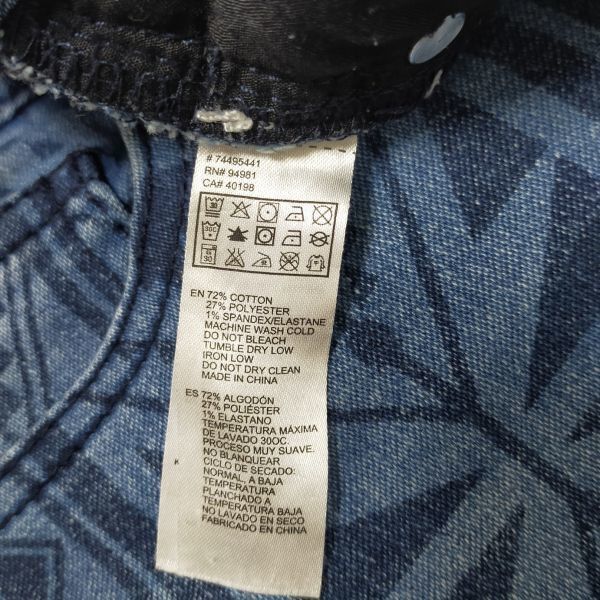 # 74495441
RN# 94981
CA# 40198
EN 72% COTTON
27% POLYESTER
1% SPANDEX/ELASTANE
MACHINE WASH COLD
DO NOT BLEACH
TUMBLE DRY LOW
IRON LOW
DO NOT DRY CLEAN
MADE IN CHINA
ES 72% ALGODÓN
27% POLIÉSTER
1% ELASTANO
TEMPERATURA MÁXIMA
DE LAVADO 30OC.
PROCESO MUY SUAVE.
NO BLANQUEAR
CICLO DE SECADO:
NORMAL, A BAJA
TEMPERATURA
PLANCHADO A
TEMPERATURA BAJA
NO LAVADO EN SECO
FABRICADO EN CHINA